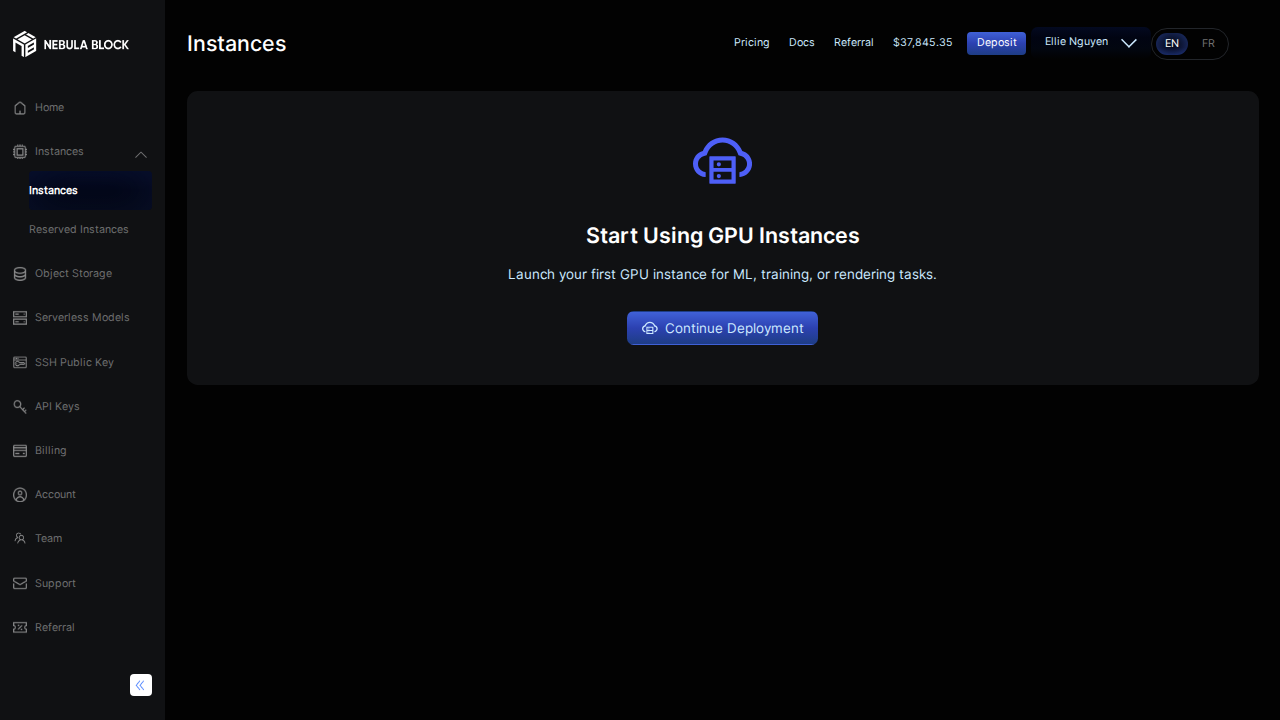 NEBULA BLOCK
Home
Instances
Instances
Reserved Instances
Object Storage
Serverless Models
SSH Public Key
API Keys
Billing
Account
Team
Support
Referral
Instances
Pricing
Docs
Referral
$37,845.35
Deposit
Ellie Nguyen
EN
FR
Start Using GPU Instances
Launch your first GPU instance for ML, training, or rendering tasks.
Continue Deployment